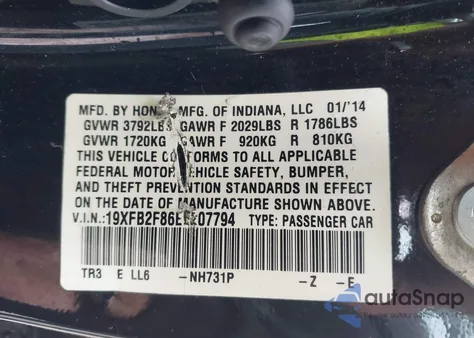 MFD. BY HON MFG. OF INDIANA, LLC 01/'14
GVWR 3792LBS GAWR F 2029LBS R 1786LBS
GVWR 1720KG GAWR F 920KG R 810KG
THIS VEHICLE CONFORMS TO ALL APPLICABLE
FEDERAL MOTOR VEHICLE SAFETY, BUMPER,
AND THEFT PREVENTION STANDARDS IN EFFECT
ON THE DATE OF MANUFACTURE SHOWN ABOVE.
V.I.N.: TYPE: PASSENGER CAR
TR3 E LL6 -NH731P -Z -E
autoSnap